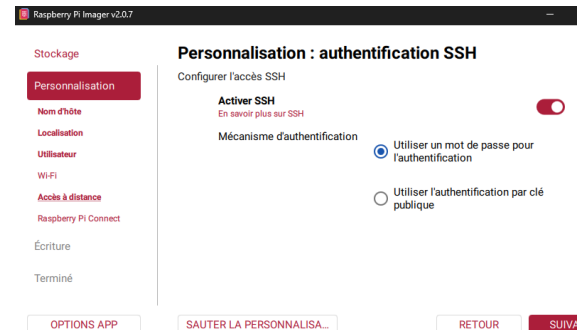 Raspberry Pi Imager v2.0.7
Stockage
Personnalisation
Nom d'hôte
Localisation
Utilisateur
Wi-Fi
Accès à distance
Raspberry Pi Connect
Écriture
Terminé
Personnalisation : authentification SSH
Configurer l'accès SSH
Activer SSH
En savoir plus sur SSH
Mécanisme d'authentification
Utiliser un mot de passe pour
l'authentification
Utiliser l'authentification par clé
publique
OPTIONS APP
SAUTER LA PERSONNALISA...
RETOUR